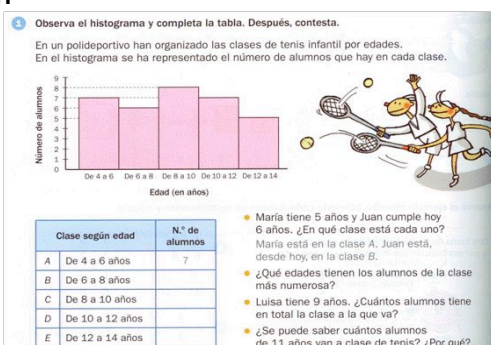 1 Observa el histograma y completa la tabla. Después, contesta.
En un polideportivo han organizado las clases de tenis infantil por edades.
En el histograma se ha representado el número de alumnos que hay en cada clase.
Número de alumnos
9
8
7
6
5
4
3
2
1
0
De 4 a 6 De 6 a 8 De 8 a 10 De 10 a 12 De 12 a 14
Edad (en años)
Clase según edad N.º de alumnos
A De 4 a 6 años 7
B De 6 a 8 años
C De 8 a 10 años
D De 10 a 12 años
E De 12 a 14 años
• María tiene 5 años y Juan cumple hoy
6 años. ¿En qué clase está cada uno?
María está en la clase A. Juan está,
desde hoy, en la clase B.
• ¿Qué edades tienen los alumnos de la clase
más numerosa?
• Luisa tiene 9 años. ¿Cuántos alumnos tiene
en total la clase a la que va?
• ¿Se puede saber cuántos alumnos
de 11 años van a clase de tenis? ¿Por qué?